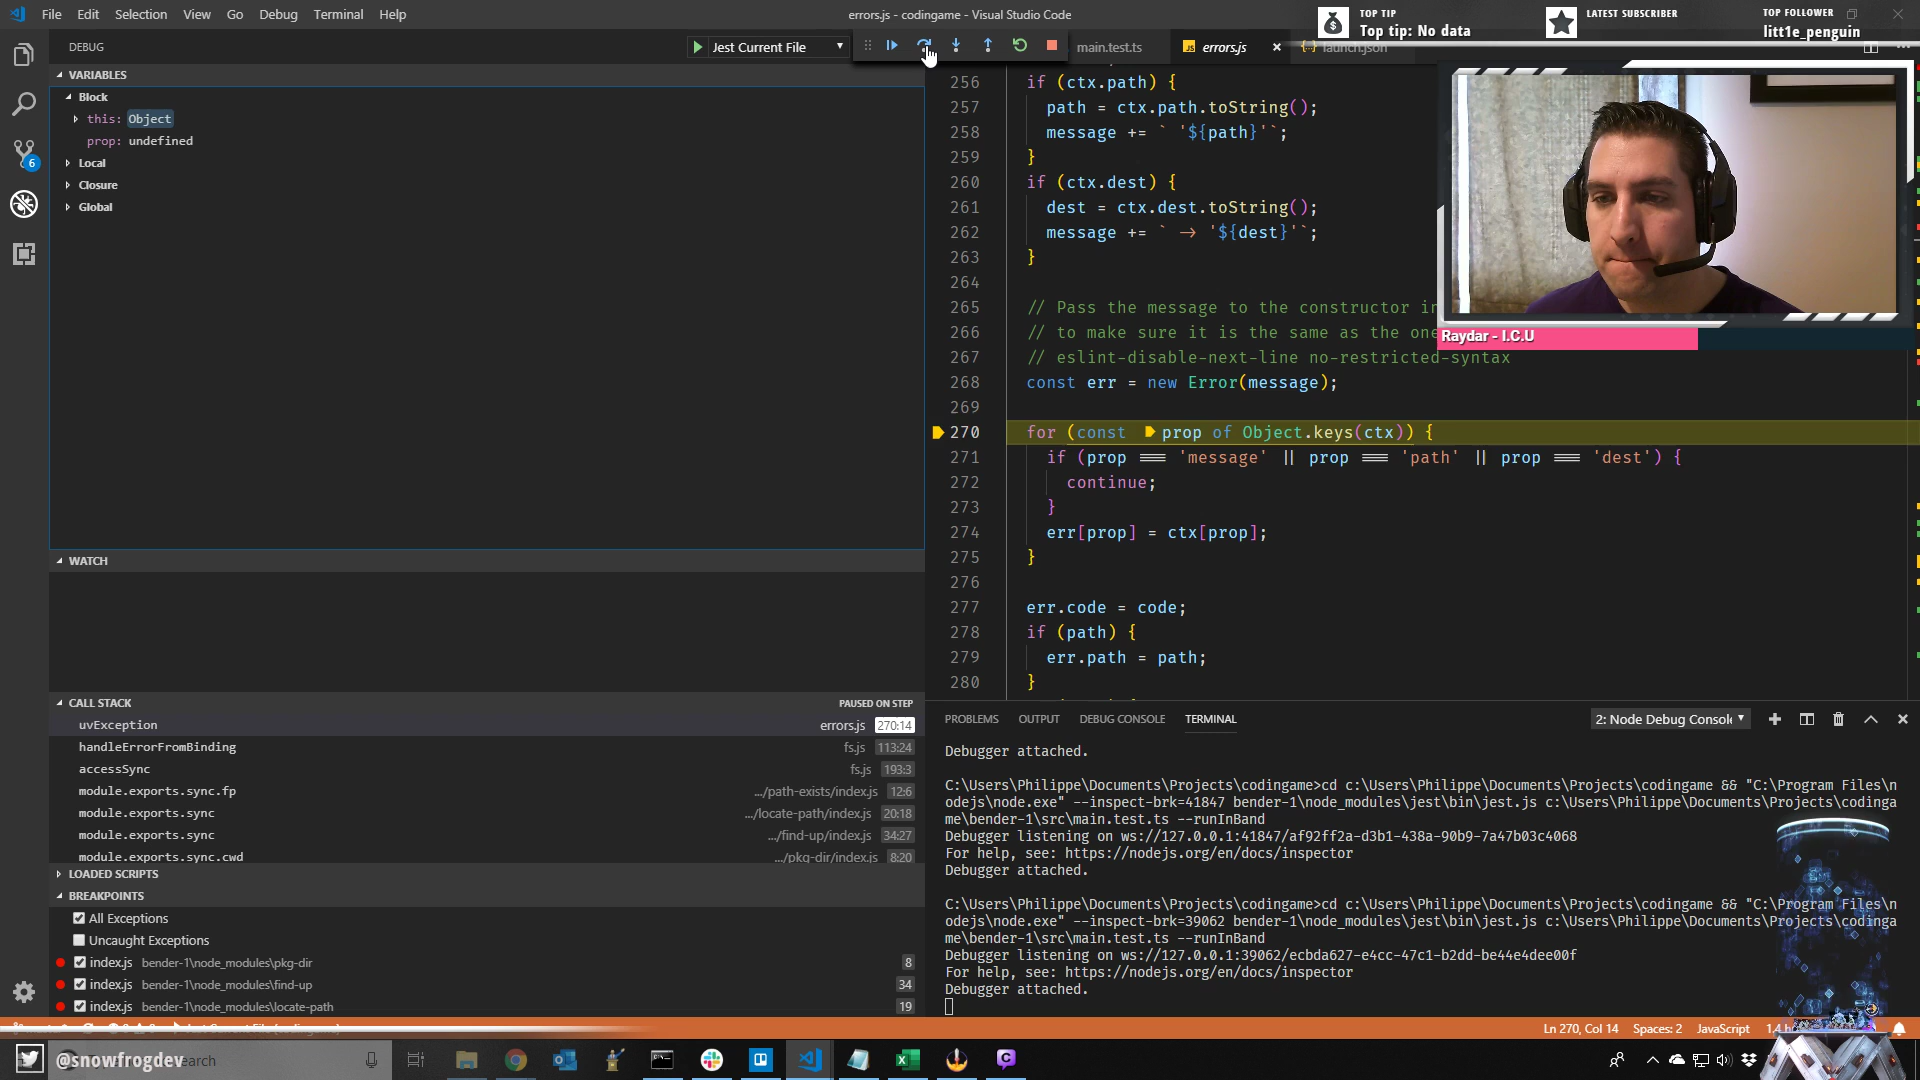 File Edit Selection View Go Debug Terminal Help
errors.js - codingame - Visual Studio Code
TOP TIP
Top tip: No data
LATEST SUBSCRIBER
TOP FOLLOWER
litt1e_penguin
DEBUG
Jest Current File
main.test.ts
errors.js
launch.json
VARIABLES
Block
this: Object
prop: undefined
Local
Closure
Global
256 if (ctx.path) {
257 path = ctx.path.toString();
258 message += ` '${path}'`;
259 }
260 if (ctx.dest) {
261 dest = ctx.dest.toString();
262 message += ` -> '${dest}'`;
263 }
264
265 // Pass the message to the constructor in
266 // to make sure it is the same as the one
267 // eslint-disable-next-line no-restricted-syntax
268 const err = new Error(message);
269
270 for (const prop of Object.keys(ctx)) {
271 if (prop === 'message' || prop === 'path' || prop === 'dest') {
272 continue;
273 }
274 err[prop] = ctx[prop];
275 }
276
277 err.code = code;
278 if (path) {
279 err.path = path;
280 }
Raydar - I.C.U
WATCH
CALL STACK PAUSED ON STEP
uvException errors.js 270:14
handleErrorFromBinding fs.js 113:24
accessSync fs.js 193:3
module.exports.sync.fp .../path-exists/index.js 12:6
module.exports.sync .../locate-path/index.js 20:18
module.exports.sync .../find-up/index.js 34:27
module.exports.sync.cwd .../pkg-dir/index.js 8:20
LOADED SCRIPTS
BREAKPOINTS
All Exceptions
Uncaught Exceptions
index.js bender-1\node_modules\pkg-dir 8
index.js bender-1\node_modules\find-up 34
index.js bender-1\node_modules\locate-path 19
6
PROBLEMS OUTPUT DEBUG CONSOLE TERMINAL
2: Node Debug Console
Debugger attached.
C:\Users\Philippe\Documents\Projects\codingame>cd c:\Users\Philippe\Documents\Projects\codingame && "C:\Program Files\n
odejs\node.exe" --inspect-brk=41847 bender-1\node_modules\jest\bin\jest.js c:\Users\Philippe\Documents\Projects\codinga
me\bender-1\src\main.test.ts --runInBand
Debugger listening on ws://127.0.0.1:41847/af92ff2a-d3b1-438a-90b9-7a47b03c4068
For help, see: https://nodejs.org/en/docs/inspector
Debugger attached.
C:\Users\Philippe\Documents\Projects\codingame>cd c:\Users\Philippe\Documents\Projects\codingame && "C:\Program Files\n
odejs\node.exe" --inspect-brk=39062 bender-1\node_modules\jest\bin\jest.js c:\Users\Philippe\Documents\Projects\codinga
me\bender-1\src\main.test.ts --runInBand
Debugger listening on ws://127.0.0.1:39062/ecbda627-e4cc-47c1-b2dd-be44e4dee00f
For help, see: https://nodejs.org/en/docs/inspector
Debugger attached.
Ln 270, Col 14 Spaces: 2 JavaScript
@snowfrogdev